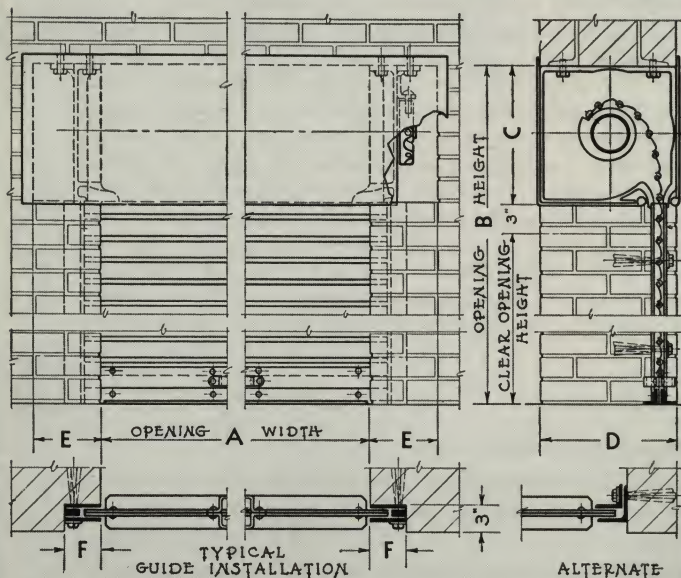 C
HEIGHT
B
3"
OPENING
CLEAR OPENING
HEIGHT
E
OPENING A WIDTH
E
D
F
TYPICAL
GUIDE INSTALLATION
F
3"
ALTERNATE